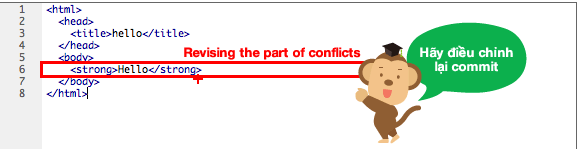 1 <html>
2 <head>
3 <title>hello</title>
4 </head>
5 <body>
6 <strong>Hello</strong>
7 </body>
8 </html>
Revising the part of conflicts
Hãy điều chỉnh
lại commit